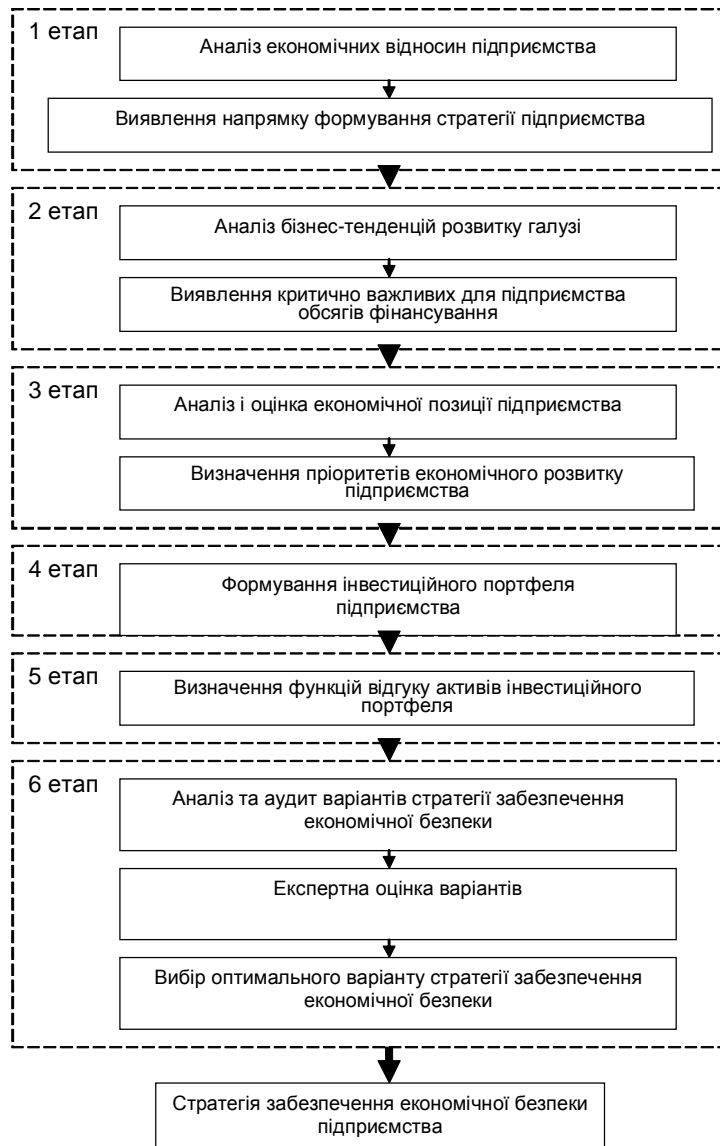 1 етап
Аналіз економічних відносин підприємства
Виявлення напрямку формування стратегії підприємства
2 етап
Аналіз бізнес-тенденцій розвитку галузі
Виявлення критично важливих для підприємства
обсягів фінансування
3 етап
Аналіз і оцінка економічної позиції підприємства
Визначення пріоритетів економічного розвитку
підприємства
4 етап
Формування інвестиційного портфеля
підприємства
5 етап
Визначення функцій відгуку активів інвестиційного
портфеля
6 етап
Аналіз та аудит варіантів стратегії забезпечення
економічної безпеки
Експертна оцінка варіантів
Вибір оптимального варіанту стратегії забезпечення
економічної безпеки
Стратегія забезпечення економічної безпеки
підприємства